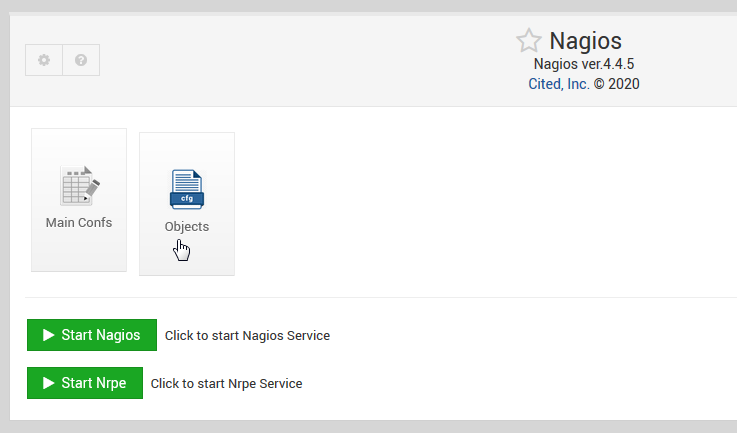 Nagios
Nagios ver.4.4.5
Cited, Inc. © 2020
Main Confs
cfg
Objects
Start Nagios Click to start Nagios Service
Start Nrpe Click to start Nrpe Service